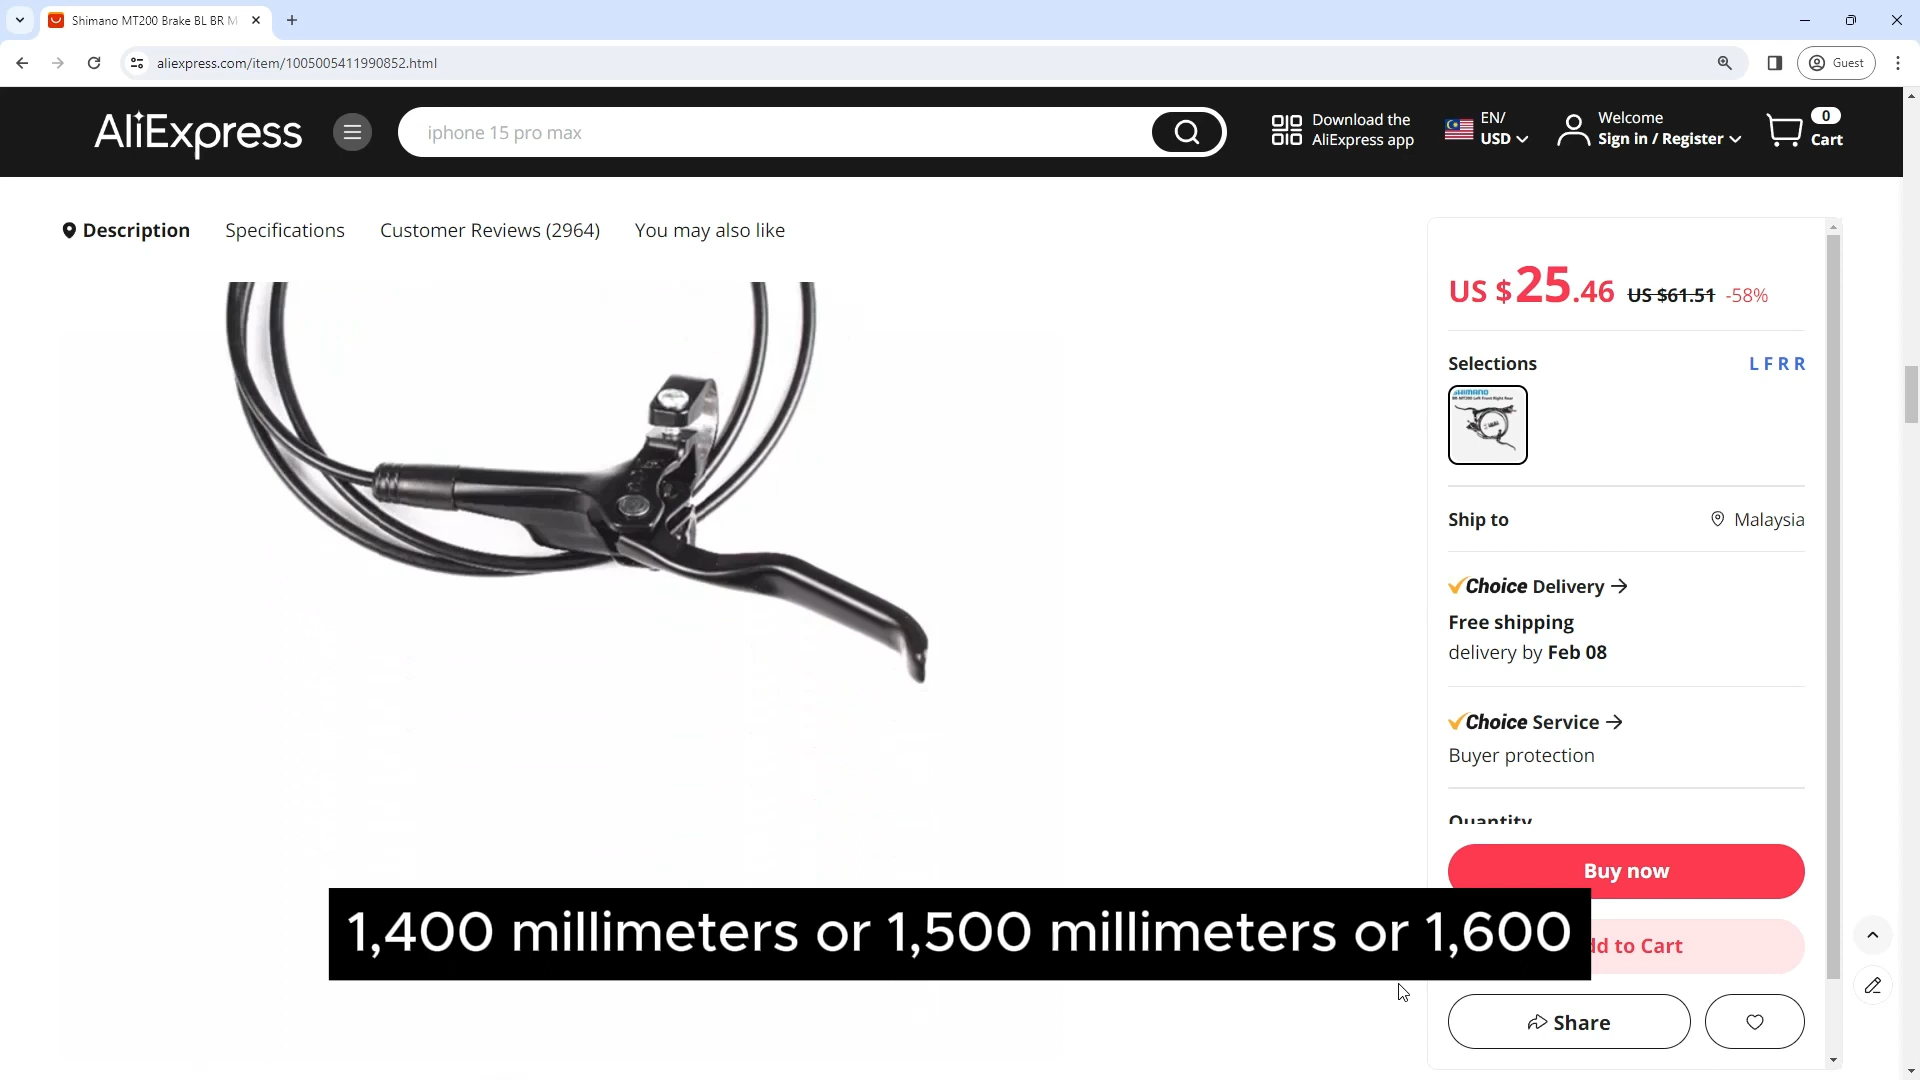 Shimano MT200 Brake BL BR M
aliexpress.com/item/1005005411990852.html
Guest
AliExpress
iphone 15 pro max
Download the
AliExpress app
EN/
USD
Welcome
Sign in / Register
0
Cart
Description
Specifications
Customer Reviews (2964)
You may also like
US $25.46 US $61.51 -58%
Selections
L F R R
SHIMANO
Ship to
Malaysia
Choice Delivery
Free shipping
delivery by Feb 08
Choice Service
Buyer protection
Quantity
Buy now
dd to Cart
1,400 millimeters or 1,500 millimeters or 1,600
Share